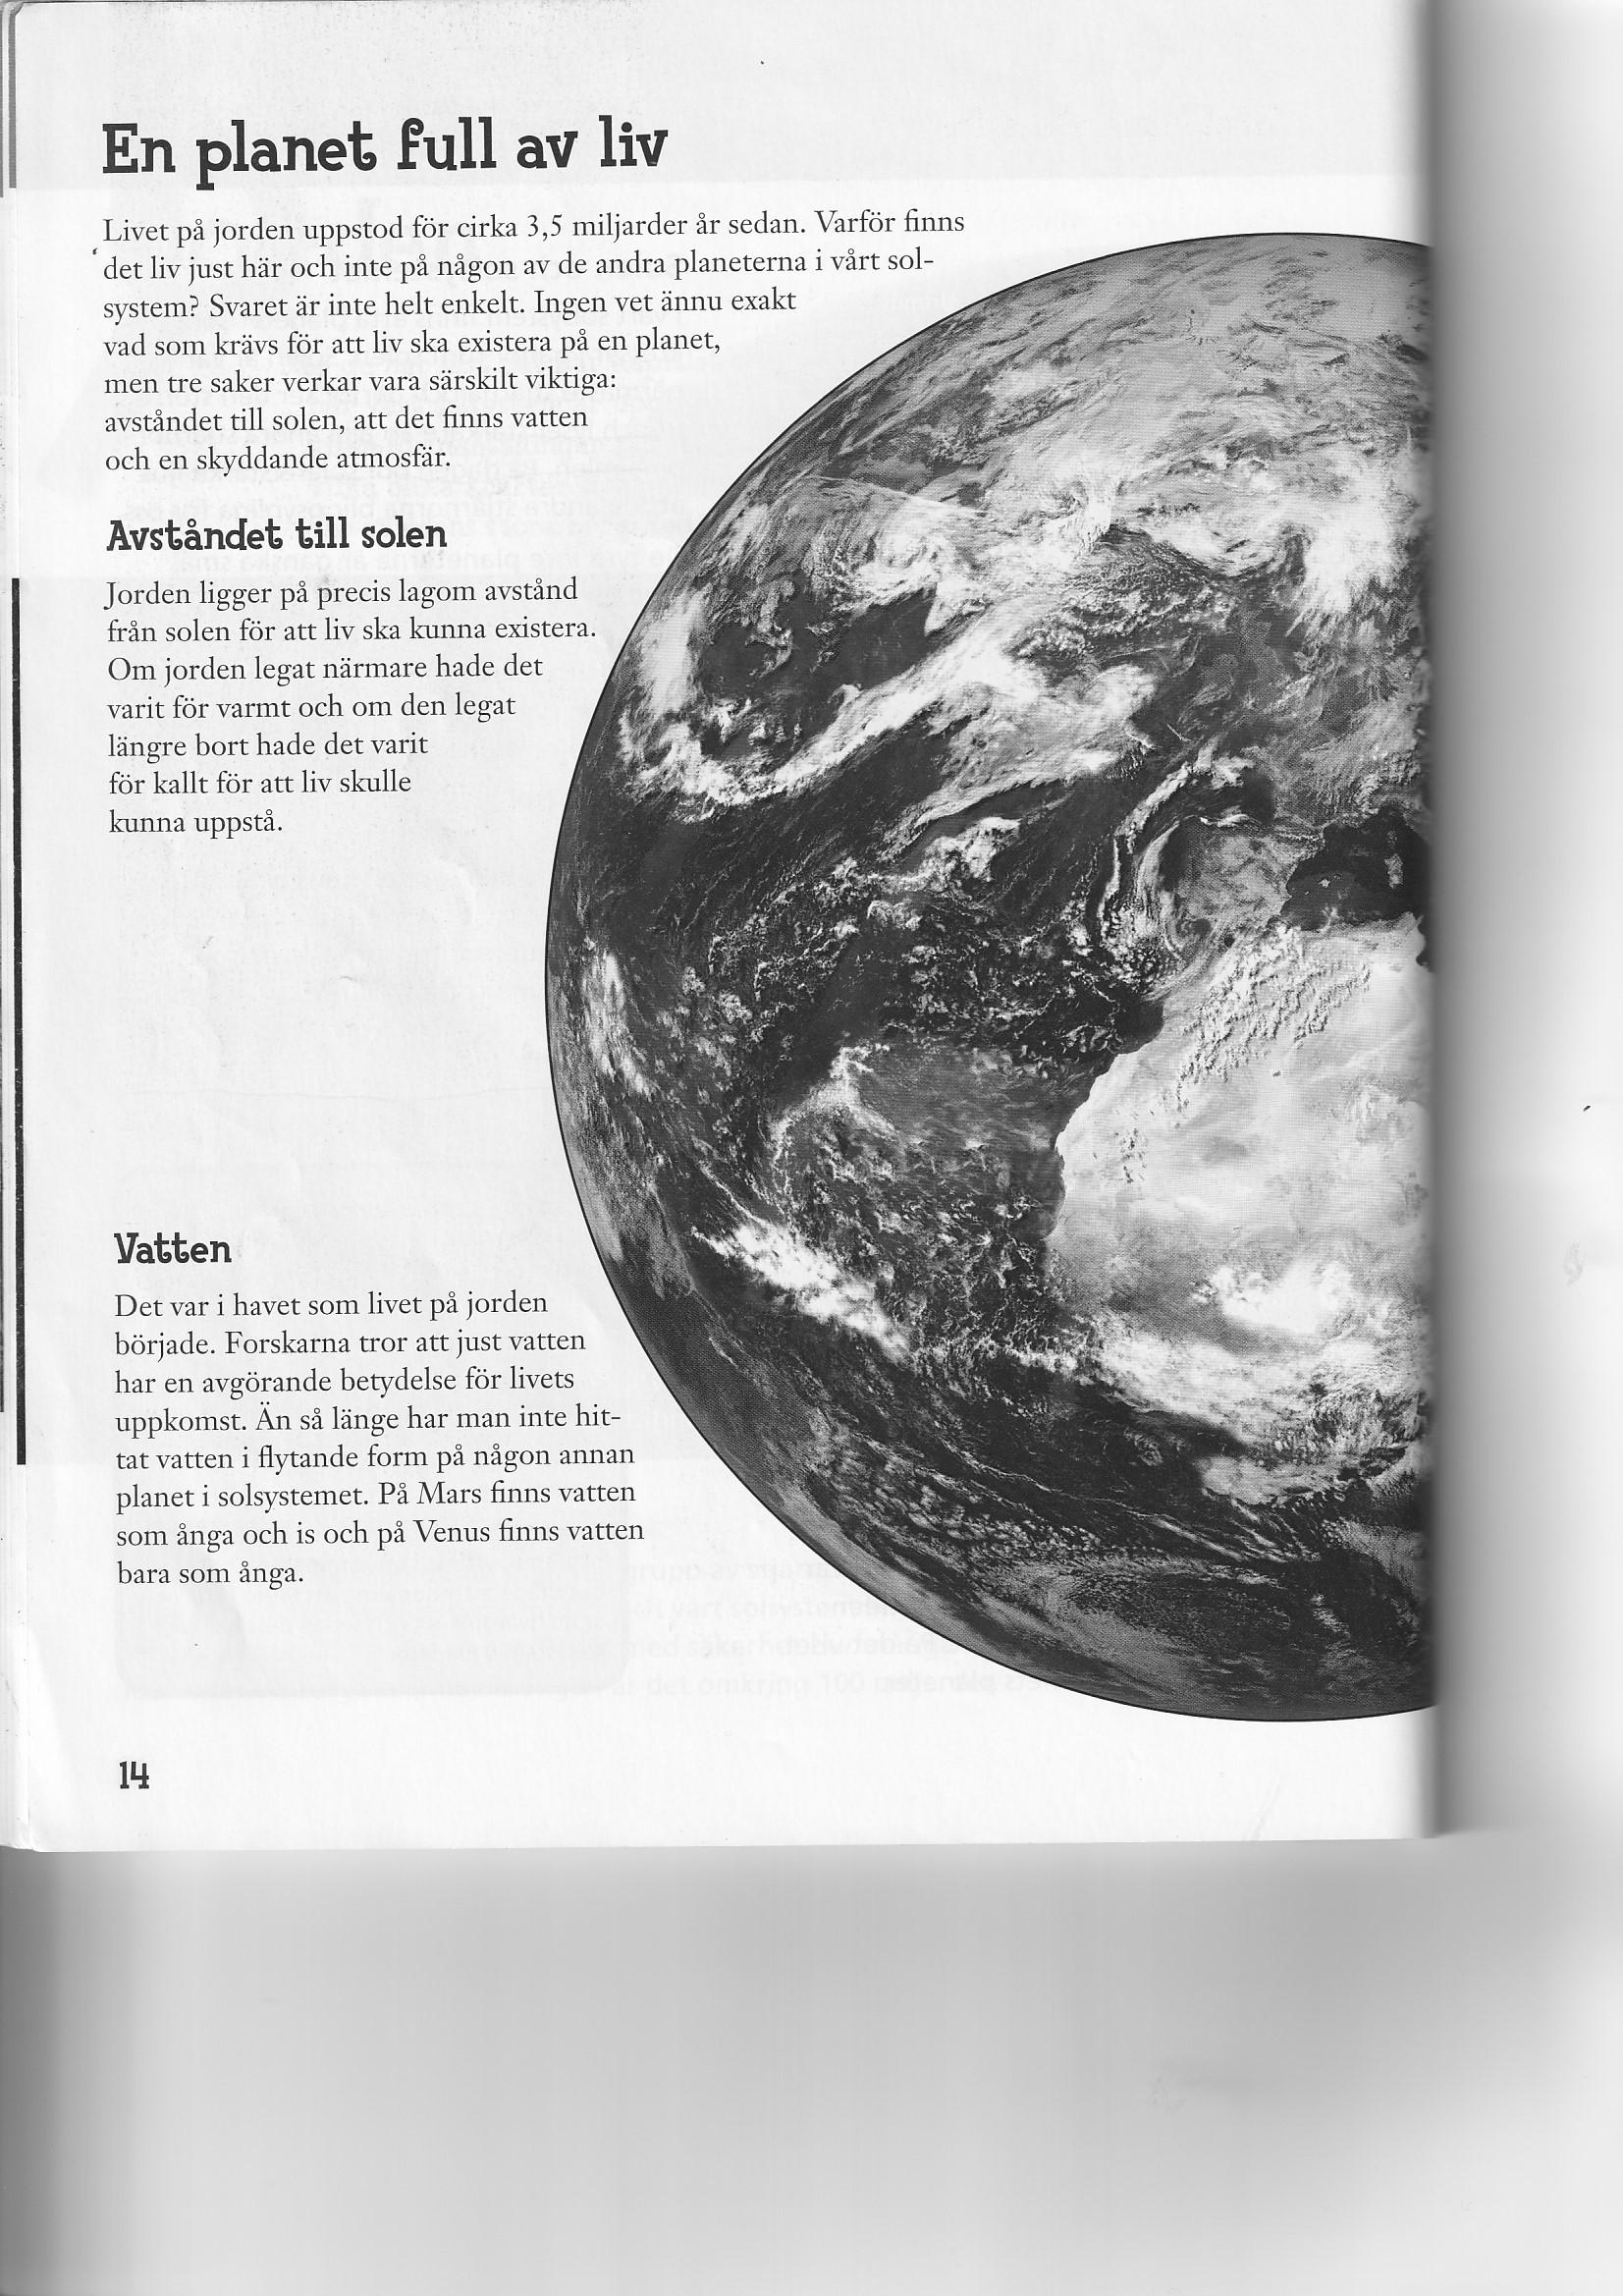 En planet full av liv
Livet på jorden uppstod för cirka 3,5 miljarder år sedan. Varför finns
det liv just här och inte på någon av de andra planeterna i vårt sol-
system? Svaret är inte helt enkelt. Ingen vet ännu exakt
vad som krävs för att liv ska existera på en planet,
men tre saker verkar vara särskilt viktiga:
avståndet till solen, att det finns vatten
och en skyddande atmosfär.
Avståndet till solen
Jorden ligger på precis lagom avstånd
från solen för att liv ska kunna existera.
Om jorden legat närmare hade det
varit för varmt och om den legat
längre bort hade det varit
för kallt för att liv skulle
kunna uppstå.
Vatten
Det var i havet som livet på jorden
började. Forskarna tror att just vatten
har en avgörande betydelse för livets
uppkomst. Än så länge har man inte hit-
tat vatten i flytande form på någon annan
planet i solsystemet. På Mars finns vatten
som ånga och is och på Venus finns vatten
bara som ånga.
14